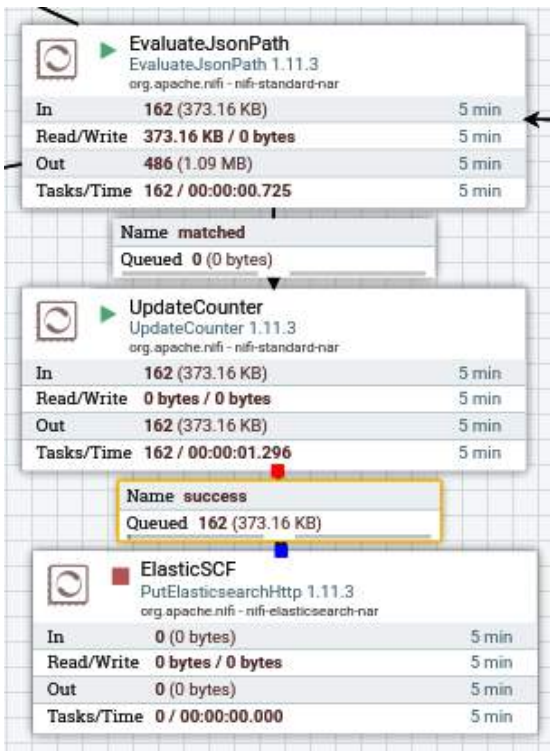 EvaluateJsonPath
EvaluateJsonPath 1.11.3
org.apache.nifi - nifi-standard-nar
In 162 (373.16 KB) 5 min
Read/Write 373.16 KB / 0 bytes 5 min
Out 486 (1.09 MB) 5 min
Tasks/Time 162 / 00:00:00.725 5 min
Name matched
Queued 0 (0 bytes)
UpdateCounter
UpdateCounter 1.11.3
org.apache.nifi - nifi-standard-nar
In 162 (373.16 KB) 5 min
Read/Write 0 bytes / 0 bytes 5 min
Out 162 (373.16 KB) 5 min
Tasks/Time 162 / 00:00:01.296 5 min
Name success
Queued 162 (373.16 KB)
ElasticSCF
PutElasticsearchHttp 1.11.3
org.apache.nifi - nifi-elasticsearch-nar
In 0 (0 bytes) 5 min
Read/Write 0 bytes / 0 bytes 5 min
Out 0 (0 bytes) 5 min
Tasks/Time 0 / 00:00:00.000 5 min